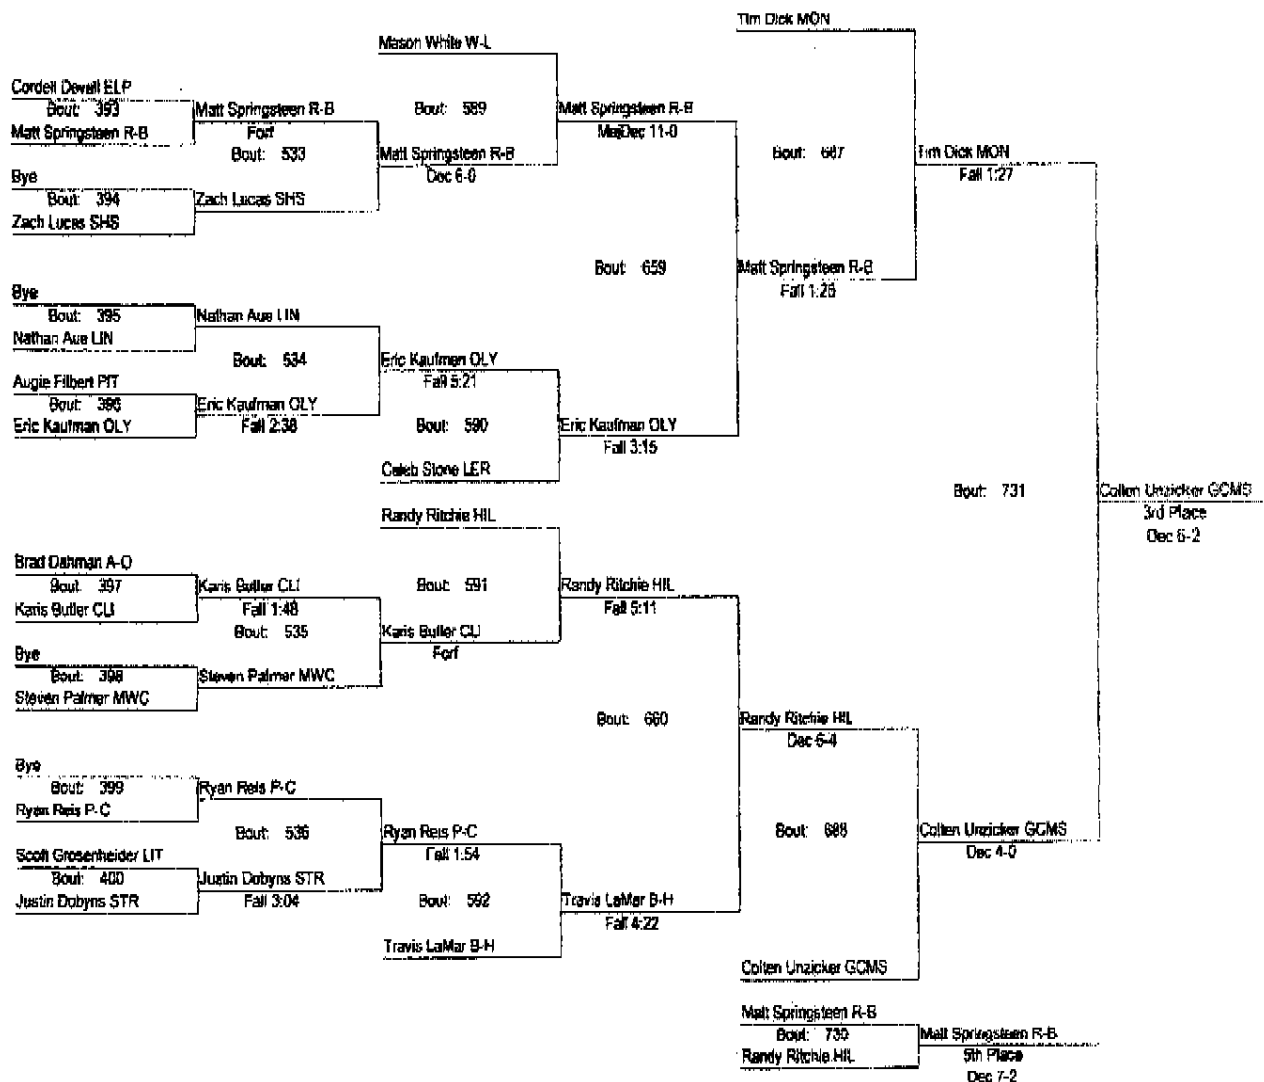 Tim Dick MON
Mason White W-L
Cordell Devall ELP
Bout: 393
Matt Springsteen R-B
Matt Springsteen R-B
Forf
Bout: 533
Bout: 589
Matt Springsteen R-B
MajDec 11-0
Matt Springsteen R-B
Dec 6-0
Bout: 687
Tim Dick MON
Fall 1:27
Bye
Bout: 394
Zach Lucas SHS
Zach Lucas SHS
Bout: 659
Matt Springsteen R-B
Fall 1:26
Bye
Bout: 395
Nathan Aue LIN
Nathan Aue LIN
Bout: 534
Eric Kaufman OLY
Fall 5:21
Augie Filbert PIT
Bout: 396
Eric Kaufman OLY
Eric Kaufman OLY
Fall 2:38
Bout: 590
Eric Kaufman OLY
Fall 3:15
Caleb Stone LER
Bout: 731
Colten Unzicker GCMS
3rd Place
Dec 6-2
Randy Ritchie HIL
Brad Dahman A-O
Bout: 397
Karis Butler CLI
Karis Butler CLI
Fall 1:48
Bout: 535
Bout: 591
Randy Ritchie HIL
Fall 5:11
Karis Butler CLI
Forf
Bye
Bout: 398
Steven Palmer MWC
Steven Palmer MWC
Bout: 660
Randy Ritchie HIL
Dec 6-4
Bye
Bout: 399
Ryan Reis P-C
Ryan Reis P-C
Bout: 536
Ryan Reis P-C
Fall 1:54
Bout: 688
Colten Unzicker GCMS
Dec 4-0
Scott Grosenheider LIT
Bout: 400
Justin Dobyns STR
Justin Dobyns STR
Fall 3:04
Bout: 592
Travis LaMar B-H
Fall 4:22
Travis LaMar B-H
Colten Unzicker GCMS
Matt Springsteen R-B
Bout: 730
Randy Ritchie HIL
Matt Springsteen R-B
5th Place
Dec 7-2